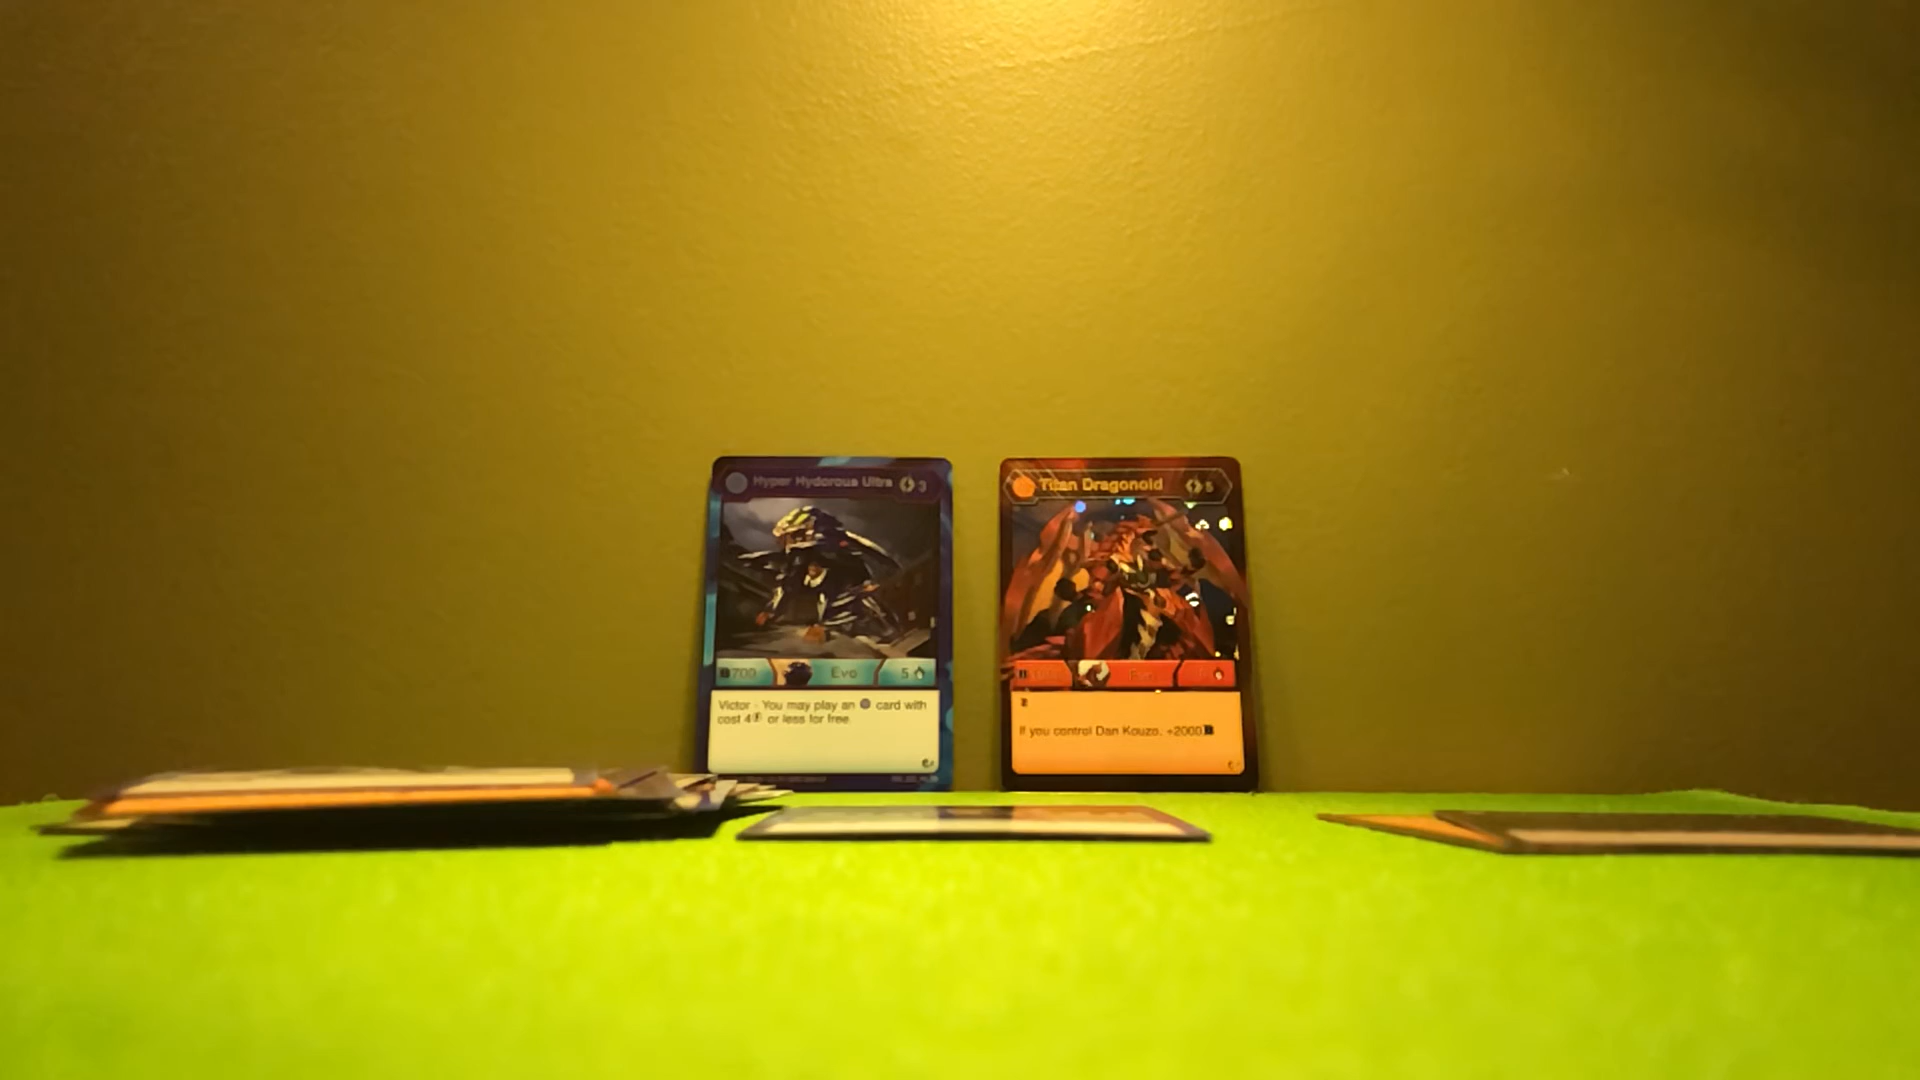 Hyper Hydorous Ultra 3
700 Evo 5
Victor - You may play an card with
cost 4 or less for free.
Titan Dragonoid 5
Evo
If you control Dan Kouzo, +2000